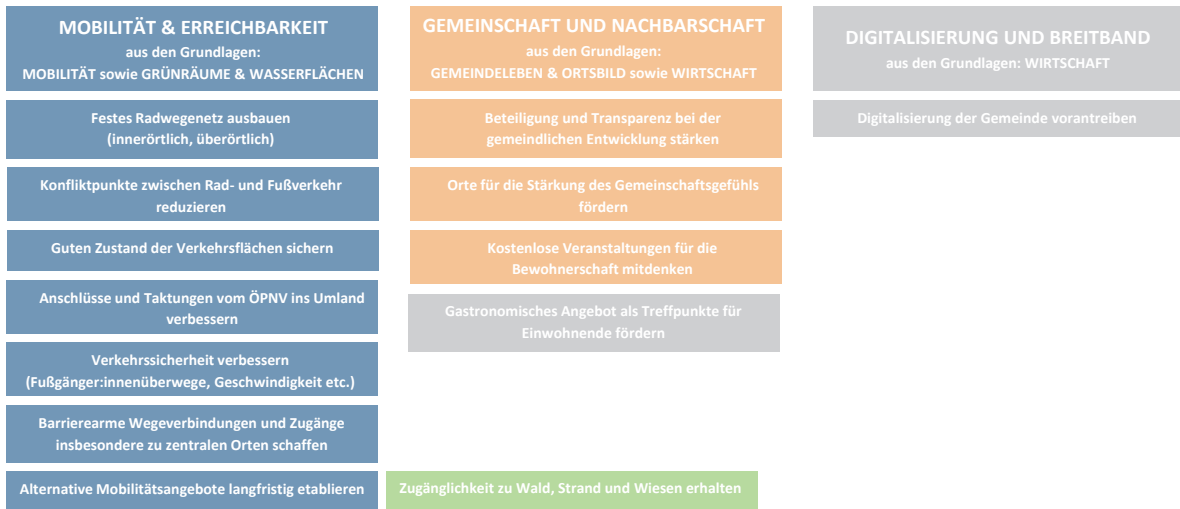 MOBILITÄT & ERREICHBARKEIT
aus den Grundlagen:
MOBILITÄT sowie GRÜNRÄUME & WASSERFLÄCHEN
Festes Radwegenetz ausbauen
(innerörtlich, überörtlich)
Konfliktpunkte zwischen Rad- und Fußverkehr
reduzieren
Guten Zustand der Verkehrsflächen sichern
Anschlüsse und Taktungen vom ÖPNV ins Umland
verbessern
Verkehrssicherheit verbessern
(Fußgänger:innenüberwege, Geschwindigkeit etc.)
Barrierearme Wegeverbindungen und Zugänge
insbesondere zu zentralen Orten schaffen
Alternative Mobilitätsangebote langfristig etablieren
Zugänglichkeit zu Wald, Strand und Wiesen erhalten
GEMEINSCHAFT UND NACHBARSCHAFT
aus den Grundlagen:
GEMEINDELEBEN & ORTSBILD sowie WIRTSCHAFT
Beteiligung und Transparenz bei der
gemeindlichen Entwicklung stärken
Orte für die Stärkung des Gemeinschaftsgefühls
fördern
Kostenlose Veranstaltungen für die
Bewohnerschaft mitdenken
Gastronomisches Angebot als Treffpunkte für
Einwohnende fördern
DIGITALISIERUNG UND BREITBAND
aus den Grundlagen: WIRTSCHAFT
Digitalisierung der Gemeinde vorantreiben